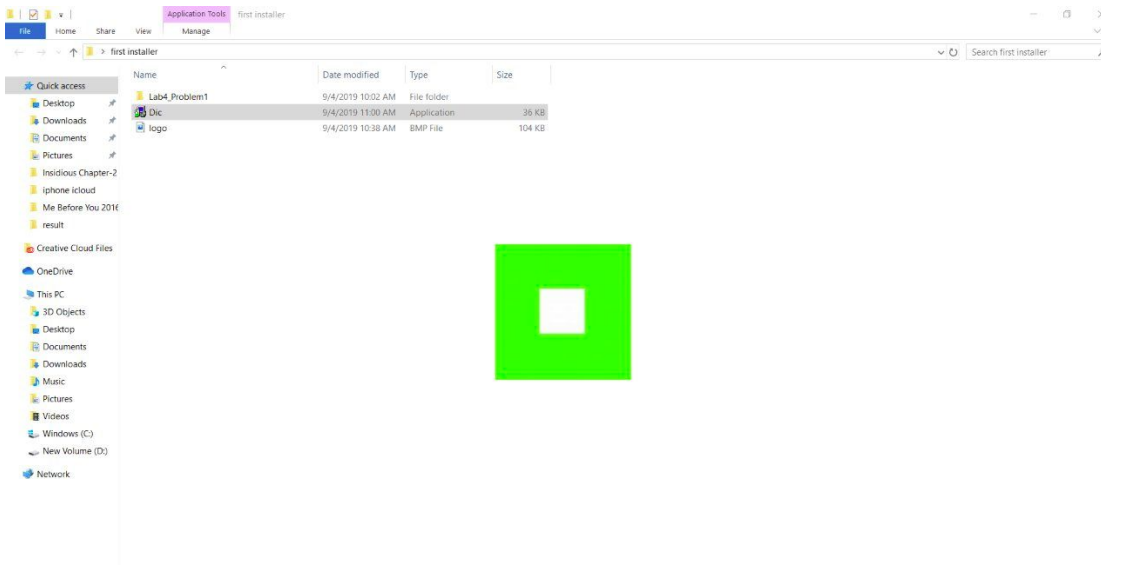 Application Tools first installer
File Home Share View Manage
first installer Search first installer
Name Date modified Type Size
Quick access
Desktop
Downloads
Documents
Pictures
Insidious Chapter-2
iphone icloud
Me Before You 2016
result
Creative Cloud Files
OneDrive
This PC
3D Objects
Desktop
Documents
Downloads
Music
Pictures
Videos
Windows (C:)
New Volume (D:)
Network
Lab4_Problem1 9/4/2019 10:02 AM File folder
Dic 9/4/2019 11:00 AM Application 36 KB
logo 9/4/2019 10:38 AM BMP File 104 KB